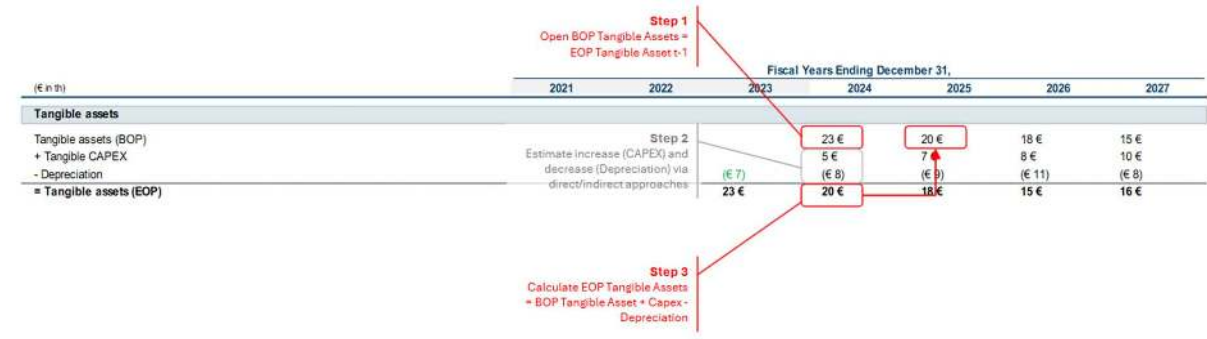 Step 1
Open BOP Tangible Assets =
EOP Tangible Asset t-1
Fiscal Years Ending December 31,
(€ in th) 2021 2022 2023 2024 2025 2026 2027
Tangible assets
Tangible assets (BOP) 23 € 20 € 18 € 15 €
Step 2
Estimate increase (CAPEX) and
decrease (Depreciation) via
direct/indirect approaches
+ Tangible CAPEX 5 € 7 € 8 € 10 €
- Depreciation (€ 7) (€ 8) (€ 9) (€ 11) (€ 8)
= Tangible assets (EOP) 23 € 20 € 18 € 15 € 16 €
Step 3
Calculate EOP Tangible Assets
= BOP Tangible Asset + Capex -
Depreciation